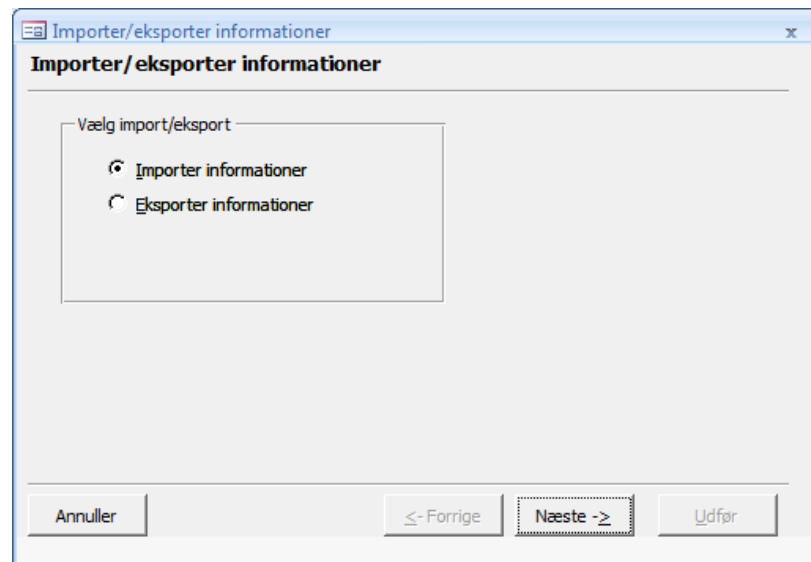 Importer/eksporter informationer
Importer/eksporter informationer
Vælg import/eksport
Importer informationer
Eksporter informationer
Annuller
<- Forrige
Næste ->
Udfør